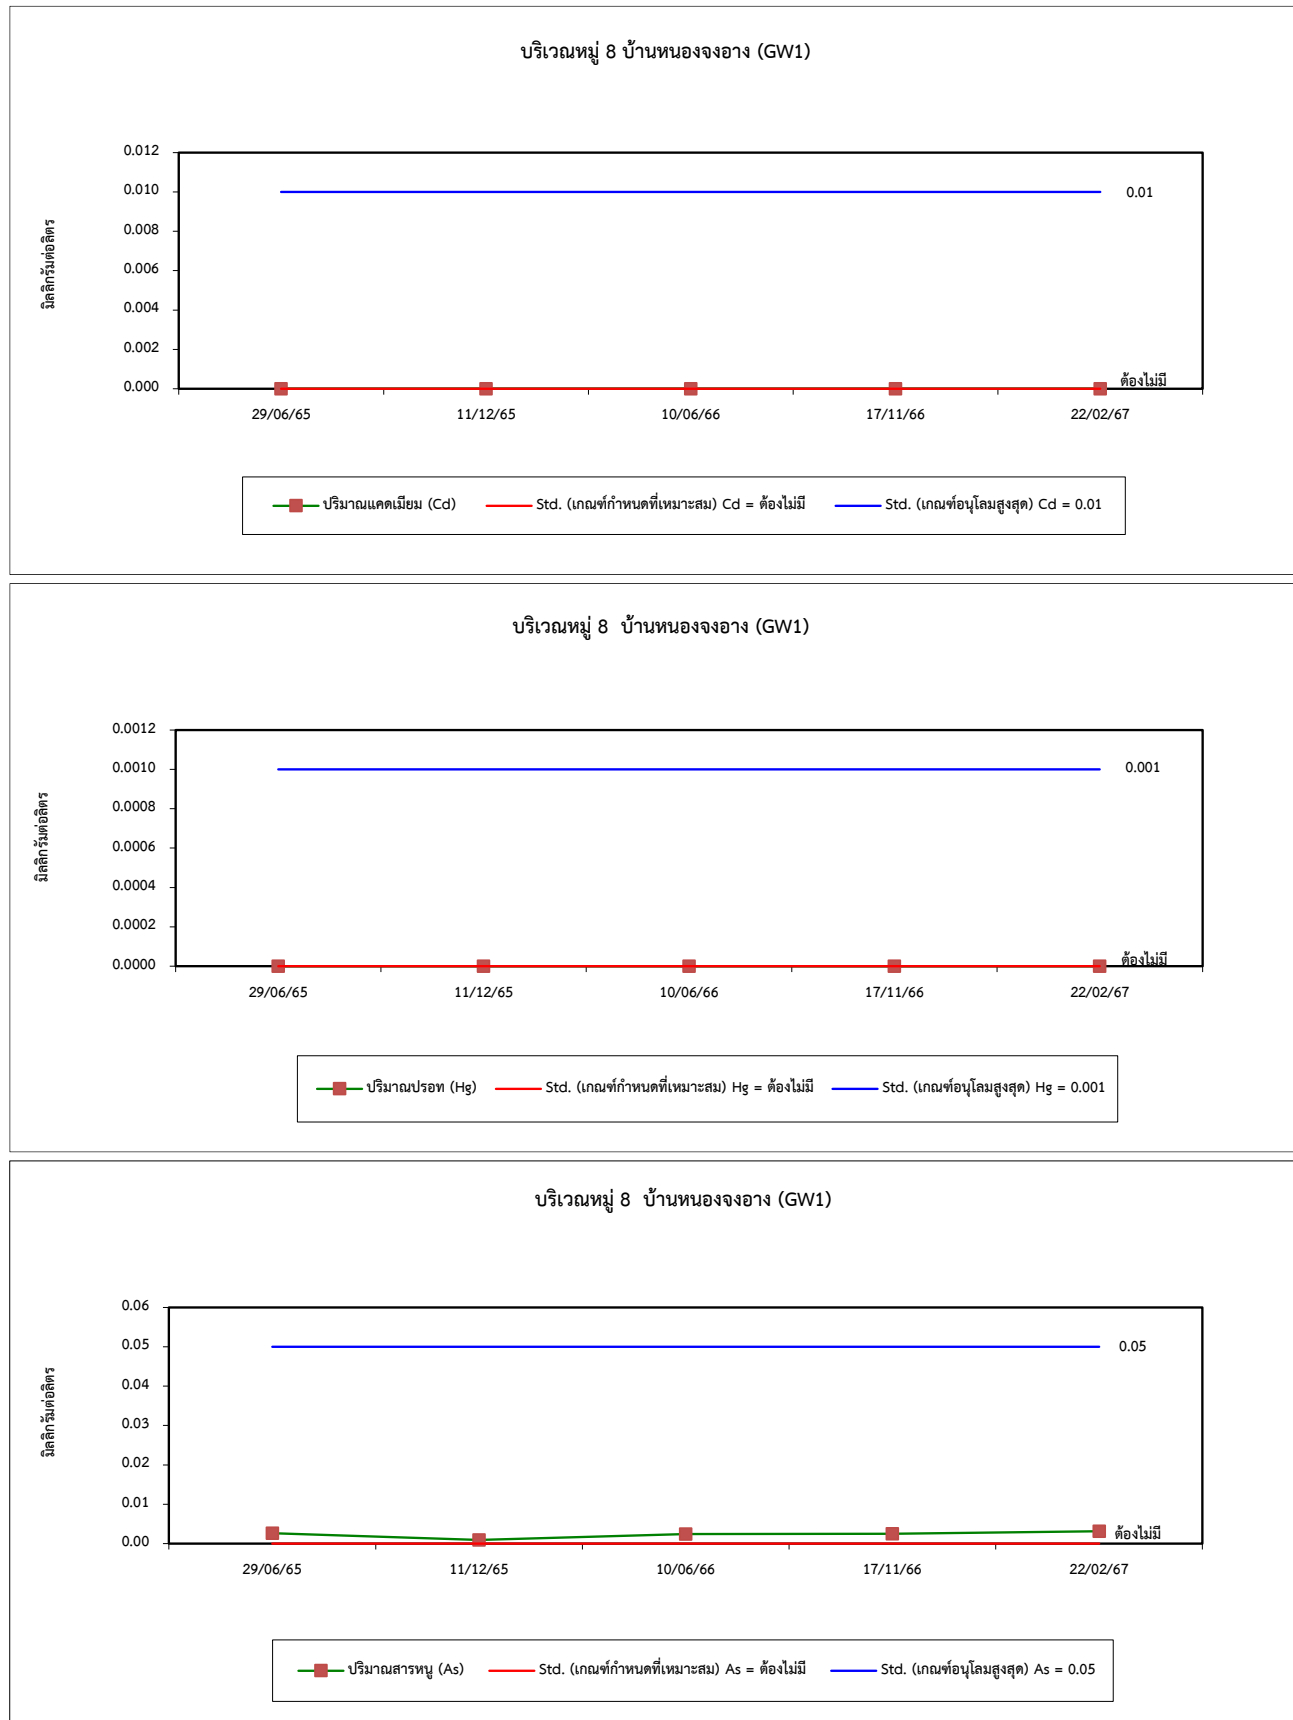 บริเวณหมู่ 8 บ้านหนองจงอาง (GW1)
มิลลิกรัมต่อลิตร
0.012
0.010
0.008
0.006
0.004
0.002
0.000
0.01
ต้องไม่มี
29/06/65 11/12/65 10/06/66 17/11/66 22/02/67
ปริมาณแคดเมียม (Cd) Std. (เกณฑ์กำหนดที่เหมาะสม) Cd = ต้องไม่มี Std. (เกณฑ์อนุโลมสูงสุด) Cd = 0.01
บริเวณหมู่ 8 บ้านหนองจงอาง (GW1)
มิลลิกรัมต่อลิตร
0.0012
0.0010
0.0008
0.0006
0.0004
0.0002
0.0000
0.001
ต้องไม่มี
29/06/65 11/12/65 10/06/66 17/11/66 22/02/67
ปริมาณปรอท (Hg) Std. (เกณฑ์กำหนดที่เหมาะสม) Hg = ต้องไม่มี Std. (เกณฑ์อนุโลมสูงสุด) Hg = 0.001
บริเวณหมู่ 8 บ้านหนองจงอาง (GW1)
มิลลิกรัมต่อลิตร
0.06
0.05
0.04
0.03
0.02
0.01
0.00
0.05
ต้องไม่มี
29/06/65 11/12/65 10/06/66 17/11/66 22/02/67
ปริมาณสารหนู (As) Std. (เกณฑ์กำหนดที่เหมาะสม) As = ต้องไม่มี Std. (เกณฑ์อนุโลมสูงสุด) As = 0.05